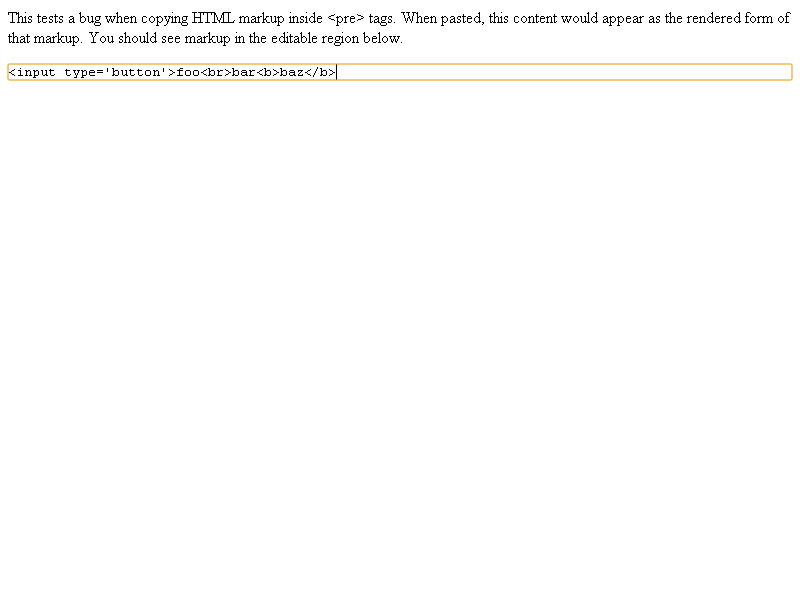 This tests a bug when copying HTML markup inside <pre> tags. When pasted, this content would appear as the rendered form of
that markup. You should see markup in the editable region below.
<input type='button'>foo<br>bar<b>baz</b>